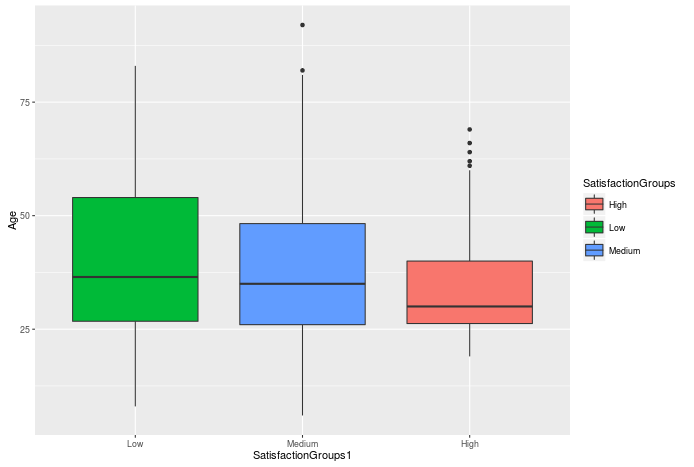 Age
75
50
25
Low
Medium
High
SatisfactionGroups1
SatisfactionGroups
High
Low
Medium